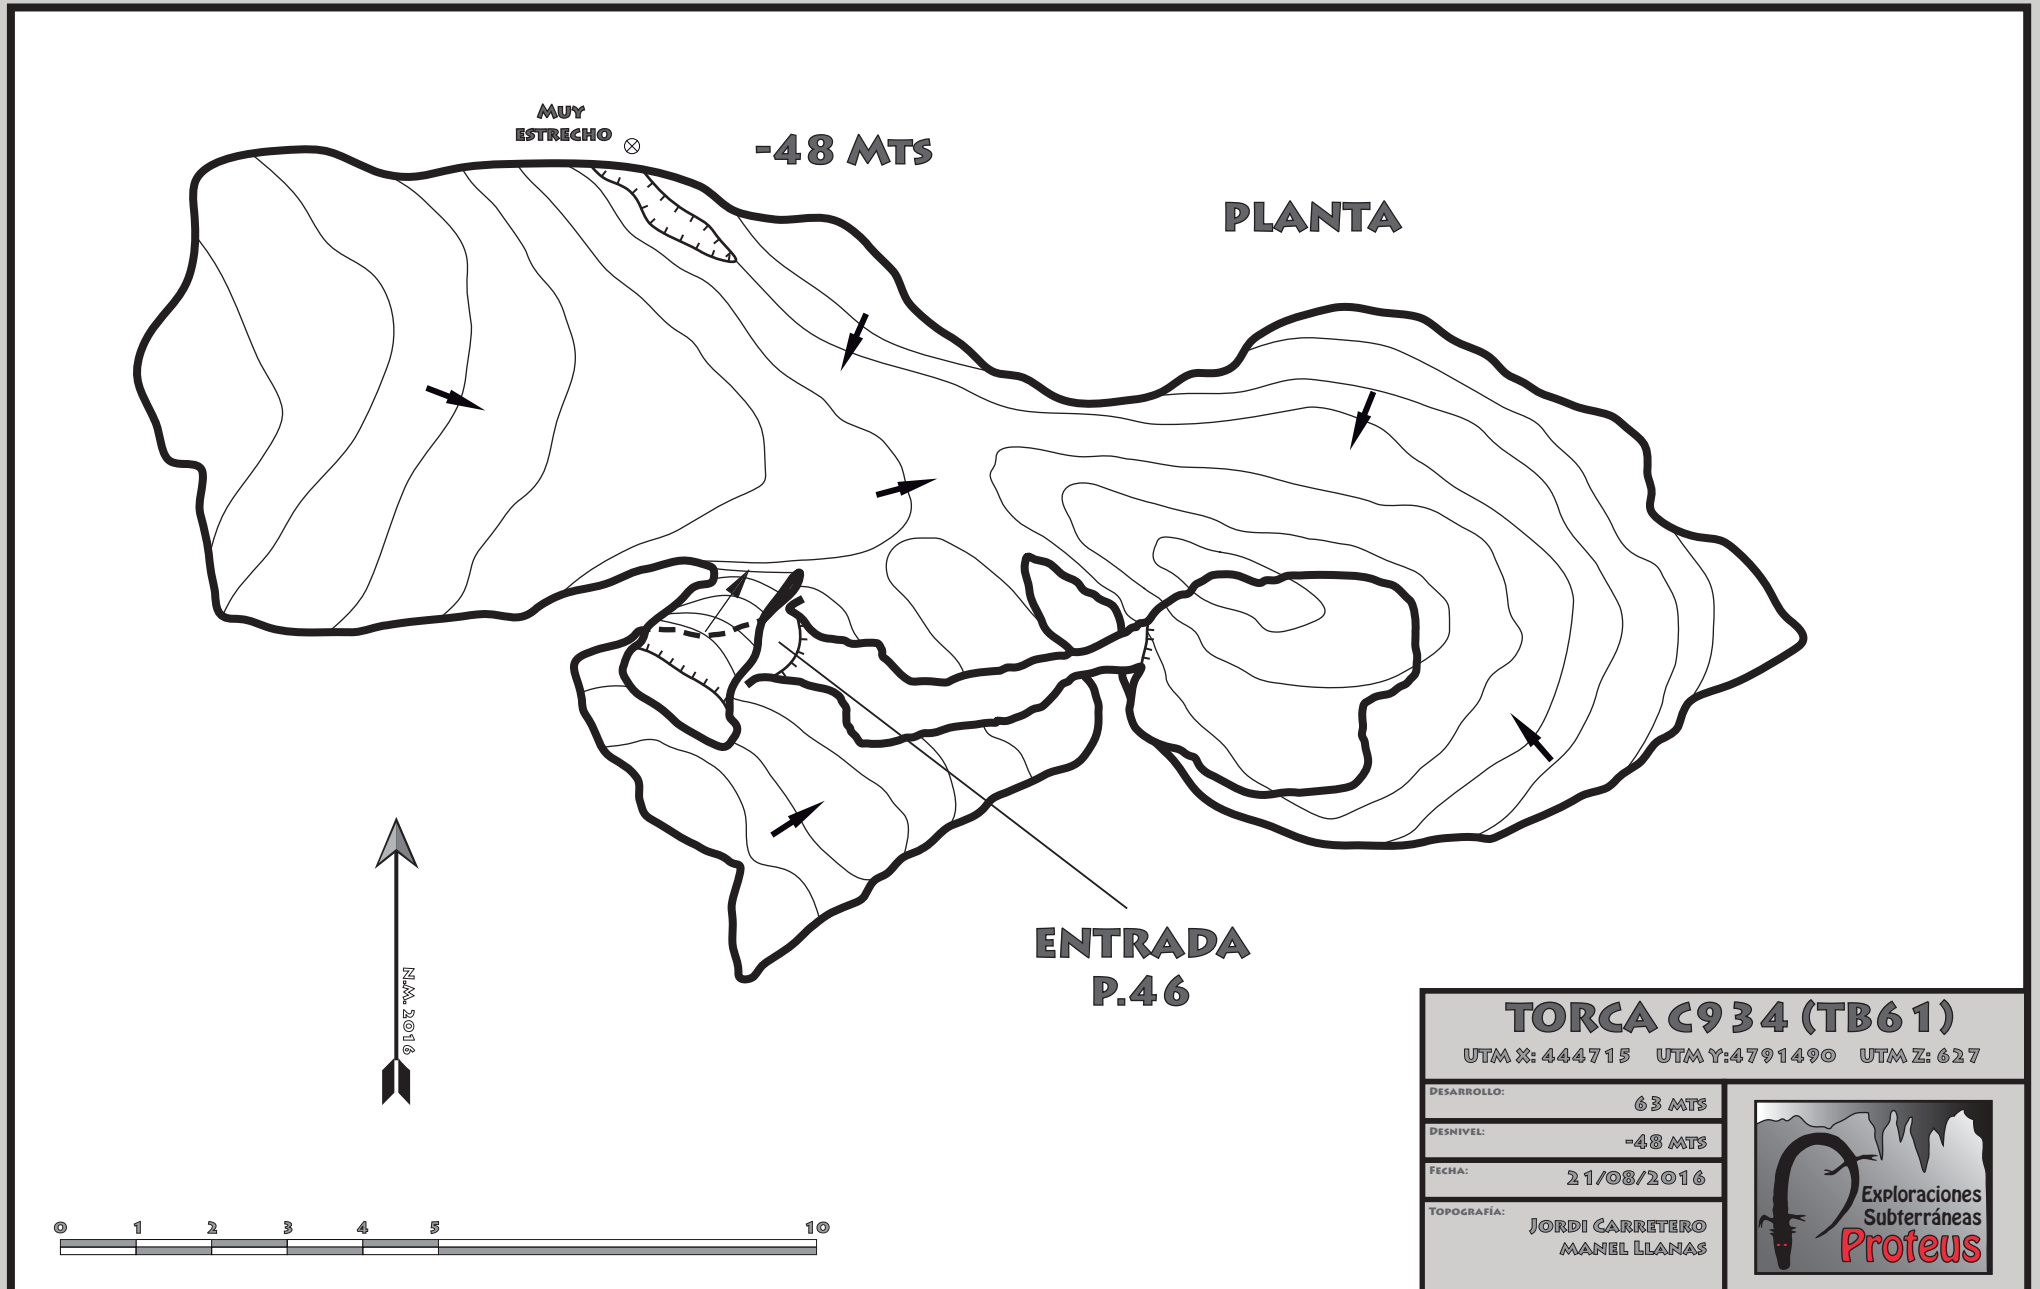 Muy
estrecho
-48 Mts
PLANTA
ENTRADA
P.46
N.M. 2016
0 1 2 3 4 5 10
TORCA C934 (TB61)
UTM X: 444715 UTM Y:4791490 UTM Z: 627
Desarrollo:
63 mts
Desnivel:
-48 mts
Fecha:
21/08/2016
Topografía:
Jordi Carretero
Manel Llanas
Exploraciones
Subterráneas
Proteus